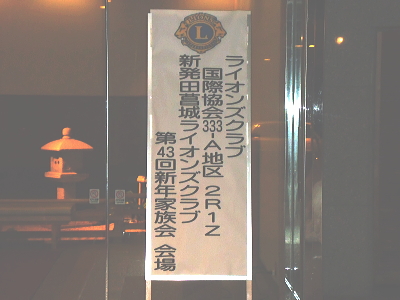 ライオンズクラブ
国際協会333-A地区 2R1Z
新発田菖城ライオンズクラブ
第43回新年家族会 会場
L